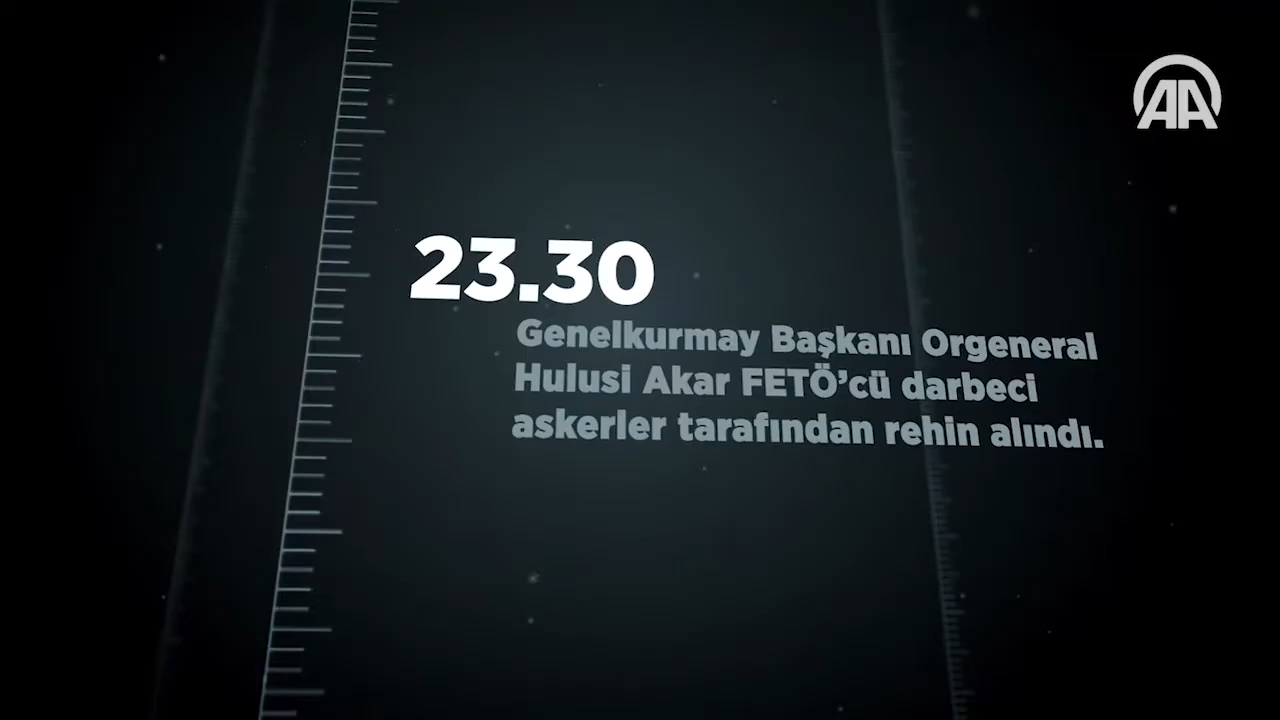 AA
23.30
Genelkurmay Başkanı Orgeneral
Hulusi Akar FETÖ’cü darbeci
askerler tarafından rehin alındı.